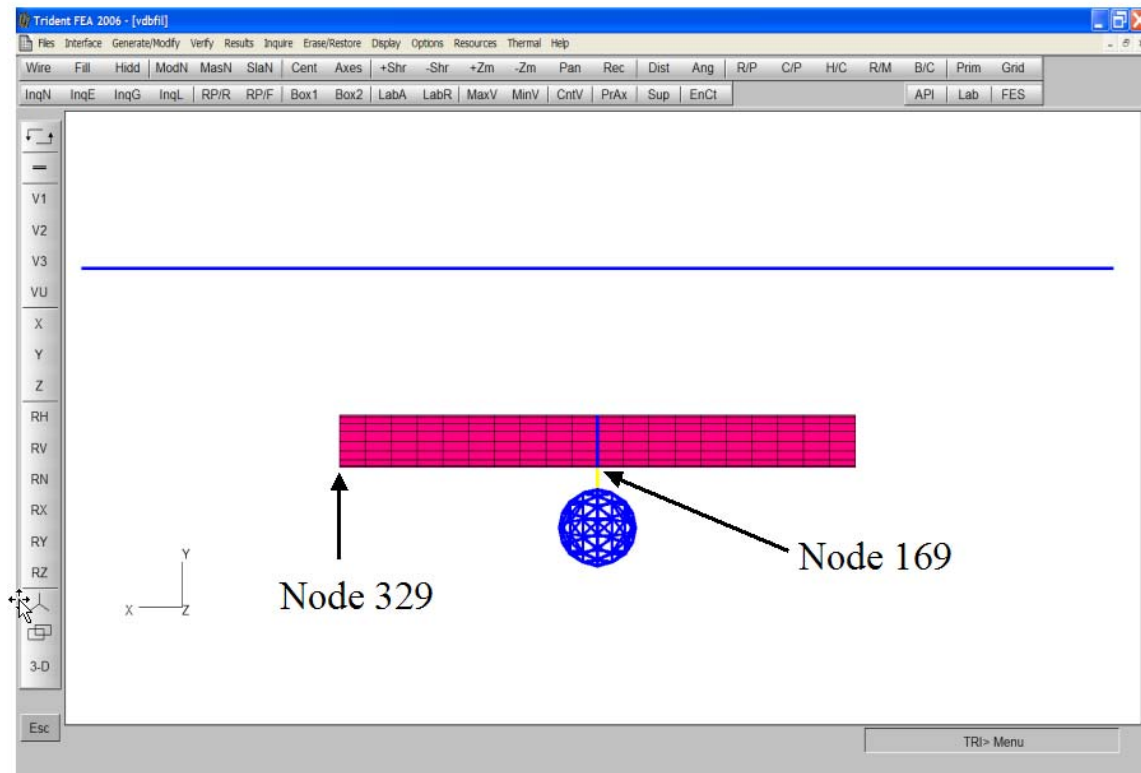 Trident FEA 2006 - [vdbfil]
Files Interface Generate/Modify Verify Results Inquire Erase/Restore Display Options Resources Thermal Help
Wire Fill Hidd ModN MasN SlaN Cent Axes +Shr -Shr +Zm -Zm Pan Rec Dist Ang R/P C/P H/C R/M B/C Prim Grid
InqN InqE InqG InqL RP/R RP/F Box1 Box2 LabA LabR MaxV MinV CntV PrAx Sup EnCt API Lab FES
V1
V2
V3
VU
X
Y
Z
RH
RV
RN
RX
RY
RZ
3-D
Esc
Y
X Z
Node 329
Node 169
TRI> Menu